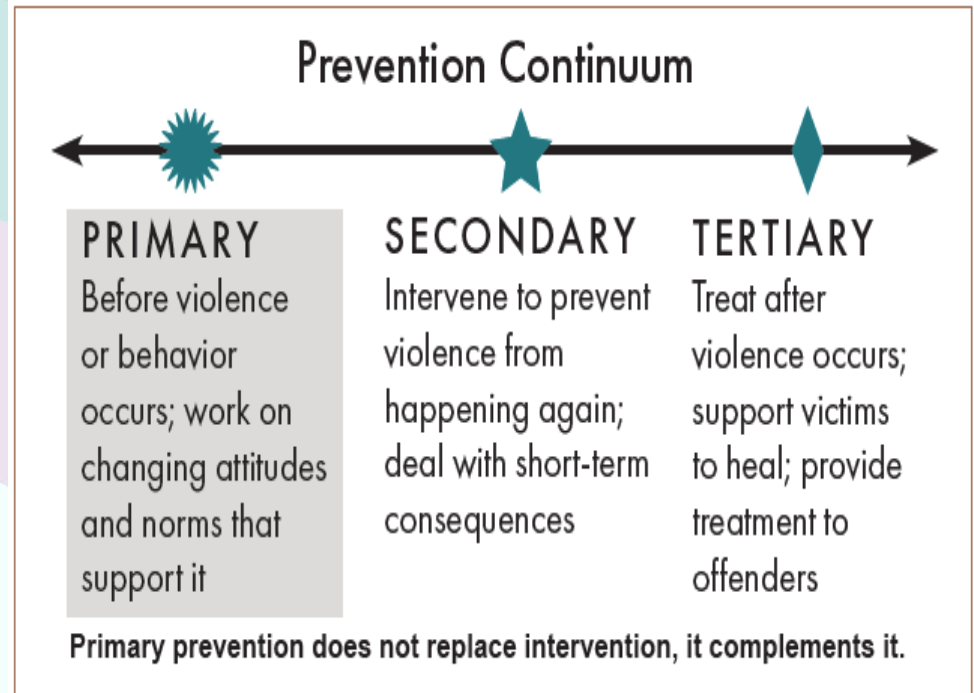 Prevention Continuum
PRIMARY
Before violence
or behavior
occurs; work on
changing attitudes
and norms that
support it
SECONDARY
Intervene to prevent
violence from
happening again;
deal with short-term
consequences
TERTIARY
Treat after
violence occurs;
support victims
to heal; provide
treatment to
offenders
Primary prevention does not replace intervention, it complements it.